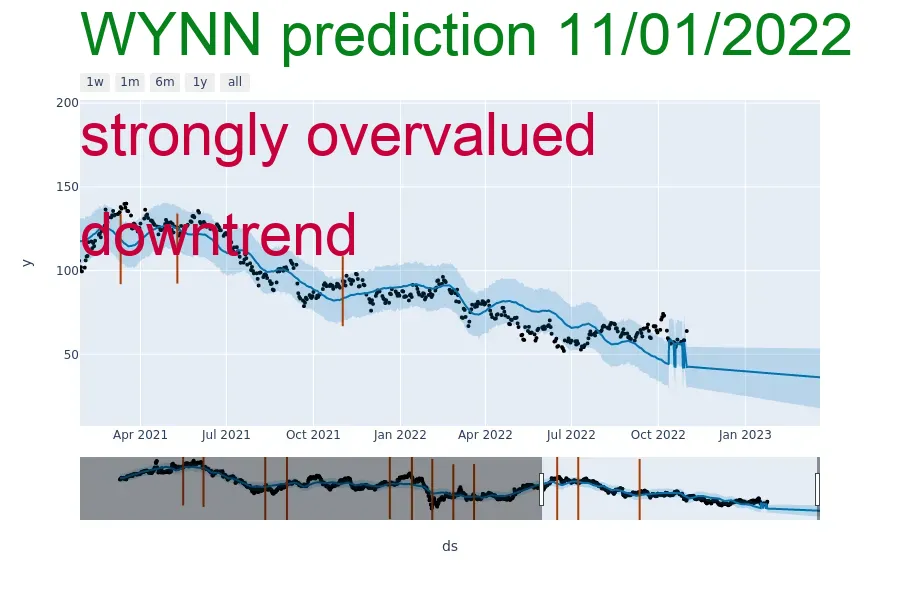 WYNN prediction 11/01/2022
1w 1m 6m 1y all
strongly overvalued
downtrend
200
150
100
50
y
Apr 2021 Jul 2021 Oct 2021 Jan 2022 Apr 2022 Jul 2022 Oct 2022 Jan 2023
ds